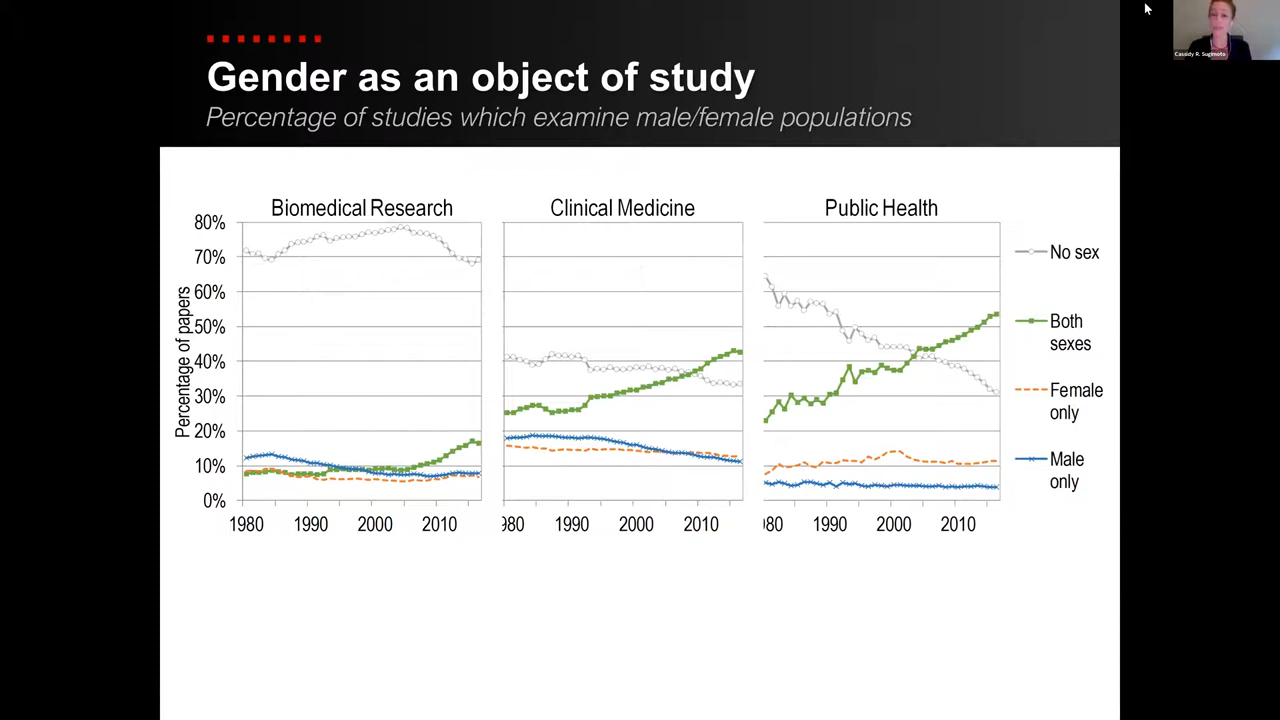 Gender as an object of study
Percentage of studies which examine male/female populations
Cassidy R. Sugimoto
Biomedical Research
Clinical Medicine
Public Health
Percentage of papers
80%
70%
60%
50%
40%
30%
20%
10%
0%
1980 1990 2000 2010
80 1990 2000 2010
80 1990 2000 2010
No sex
Both
sexes
Female
only
Male
only